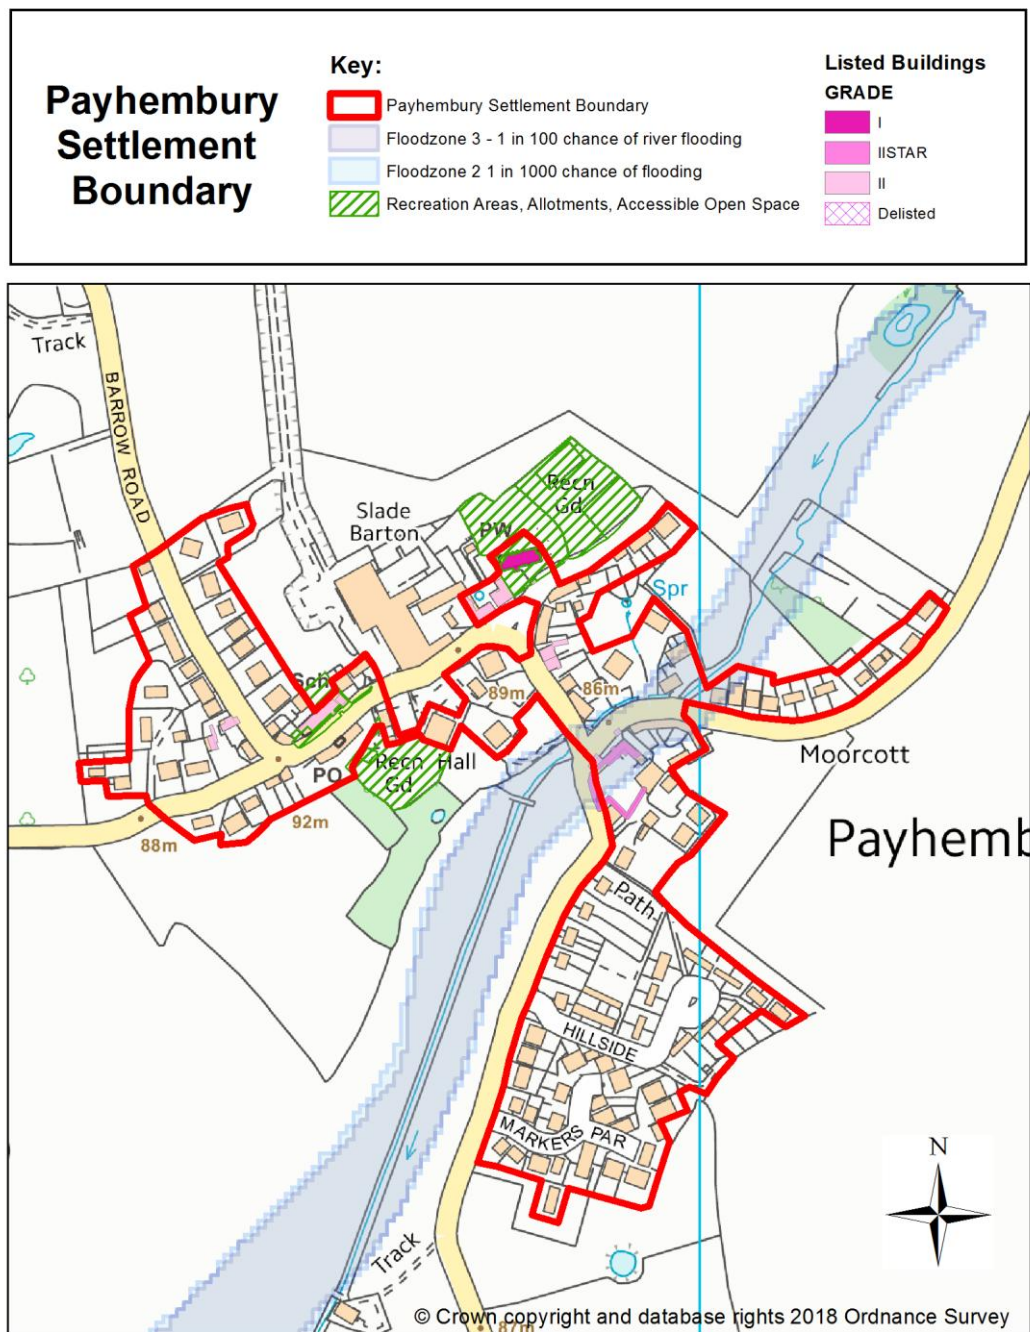 Payhembury
Settlement
Boundary
Key:
Payhembury Settlement Boundary
Floodzone 3 - 1 in 100 chance of river flooding
Floodzone 2 1 in 1000 chance of flooding
Recreation Areas, Allotments, Accessible Open Space
Listed Buildings
GRADE
I
IISTAR
II
Delisted
Track
BARROW ROAD
Slade
Barton
PW
Recn
Gd
Spr
Sch
89m
86m
Moorcott
PO
Recn
Gd
Hall
92m
88m
Payhemb
Path
HILLSIDE
MARKERS PAR
N
Track
87m
© Crown copyright and database rights 2018 Ordnance Survey